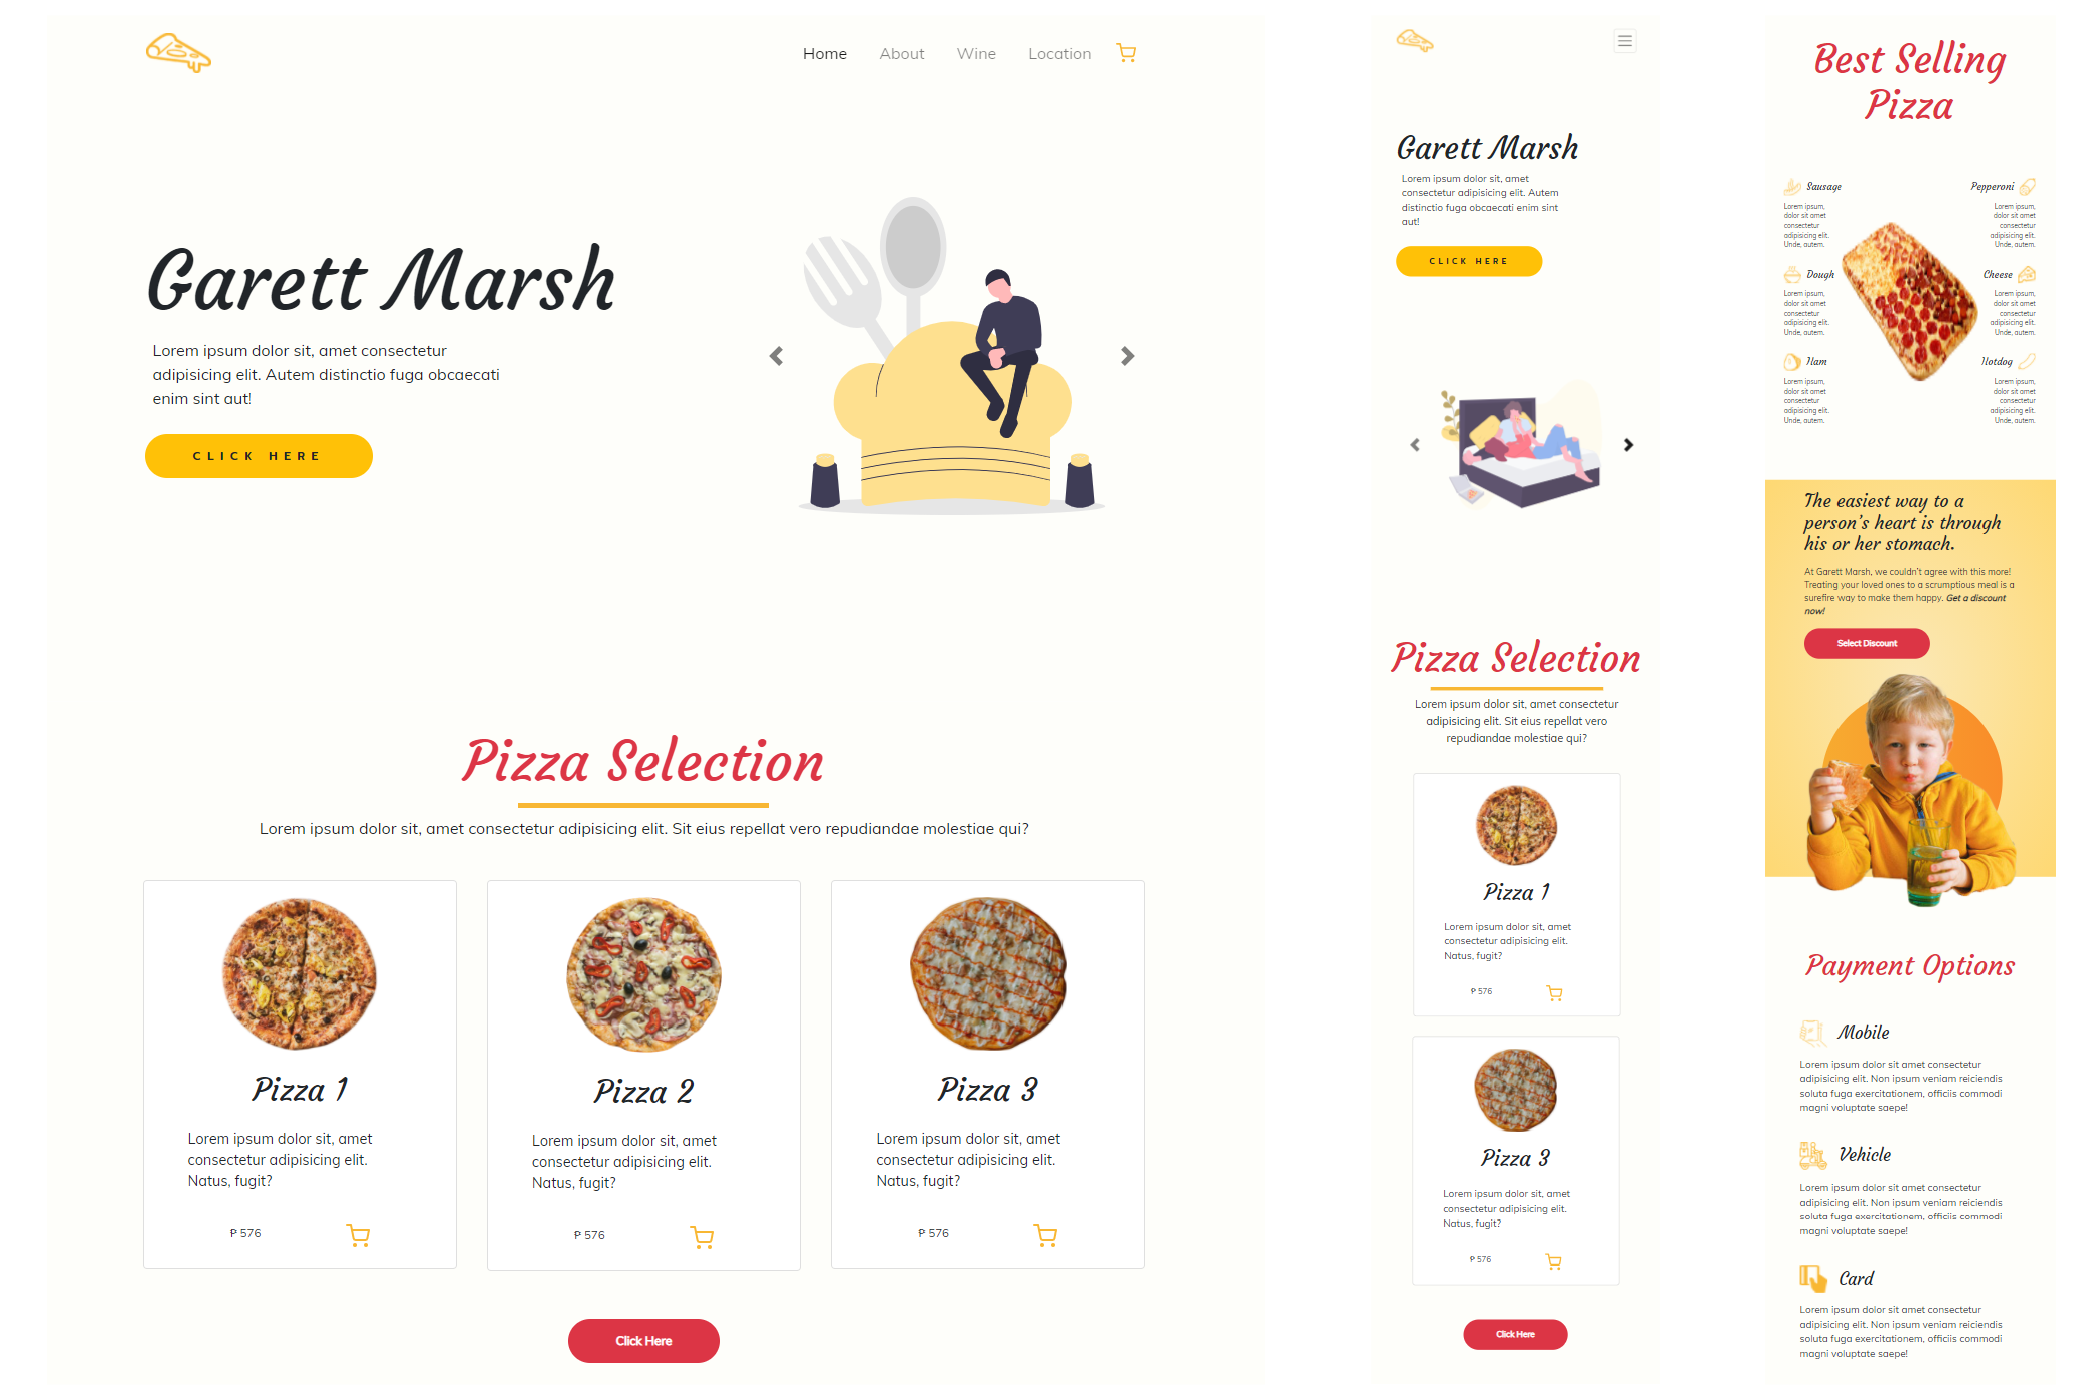 Home
About
Wine
Location
Garett Marsh
Lorem ipsum dolor sit, amet consectetur
adipisicing elit. Autem distinctio fuga obcaecati
enim sint aut!
CLICK HERE
Pizza Selection
Lorem ipsum dolor sit, amet consectetur adipisicing elit. Sit eius repellat vero repudiandae molestiae qui?
Pizza 1
Lorem ipsum dolor sit, amet
consectetur adipisicing elit.
Natus, fugit?
₱ 576
Pizza 2
Lorem ipsum dolor sit, amet
consectetur adipisicing elit.
Natus, fugit?
₱ 576
Pizza 3
Lorem ipsum dolor sit, amet
consectetur adipisicing elit.
Natus, fugit?
₱ 576
Click Here
Garett Marsh
Lorem ipsum dolor sit, amet
consectetur adipisicing elit. Autem
distinctio fuga obcaecati enim sint
aut!
CLICK HERE
Pizza Selection
Lorem ipsum dolor sit, amet consectetur
adipisicing elit. Sit eius repellat vero
repudiandae molestiae qui?
Pizza 1
Lorem ipsum dolor sit, amet
consectetur adipisicing elit.
Natus, fugit?
₱ 576
Pizza 3
Lorem ipsum dolor sit, amet
consectetur adipisicing elit.
Natus, fugit?
₱ 576
Click Here
Best Selling
Pizza
Sausage
Lorem ipsum,
dolor sit amet
consectetur
adipisicing elit.
Unde, autem.
Pepperoni
Lorem ipsum,
dolor sit amet
consectetur
adipisicing elit.
Unde, autem.
Dough
Lorem ipsum,
dolor sit amet
consectetur
adipisicing elit.
Unde, autem.
Cheese
Lorem ipsum,
dolor sit amet
consectetur
adipisicing elit.
Unde, autem.
Ham
Lorem ipsum,
dolor sit amet
consectetur
adipisicing elit.
Unde, autem.
Hotdog
Lorem ipsum,
dolor sit amet
consectetur
adipisicing elit.
Unde, autem.
The easiest way to a
person's heart is through
his or her stomach.
At Garett Marsh, we couldn't agree with this more!
Treating your loved ones to a scrumptious meal is a
surefire way to make them happy. Get a discount
now!
Select Discount
Payment Options
Mobile
Lorem ipsum dolor sit amet consectetur
adipisicing elit. Non ipsum veniam reiciendis
soluta fuga exercitationem, officiis commodi
magni voluptate saepe!
Vehicle
Lorem ipsum dolor sit amet consectetur
adipisicing elit. Non ipsum veniam reiciendis
soluta fuga exercitationem, officiis commodi
magni voluptate saepe!
Card
Lorem ipsum dolor sit amet consectetur
adipisicing elit. Non ipsum veniam reiciendis
soluta fuga exercitationem, officiis commodi
magni voluptate saepe!